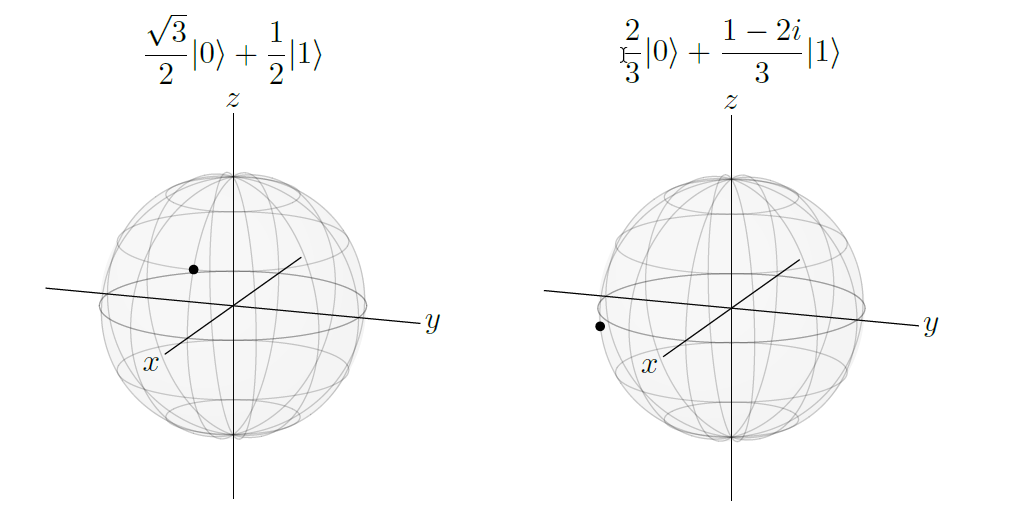 √3/2|0⟩ + 1/2|1⟩
2/3|0⟩ + (1 − 2i)/3|1⟩
z
z
y
y
x
x